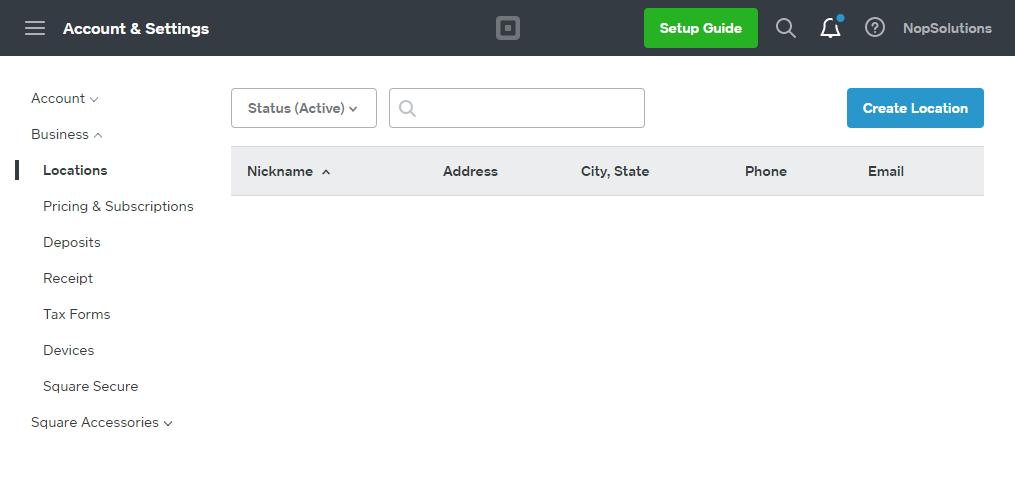 Account & Settings
Setup Guide
NopSolutions
Account
Business
Locations
Pricing & Subscriptions
Deposits
Receipt
Tax Forms
Devices
Square Secure
Square Accessories
Status (Active)
Create Location
Nickname Address City, State Phone Email